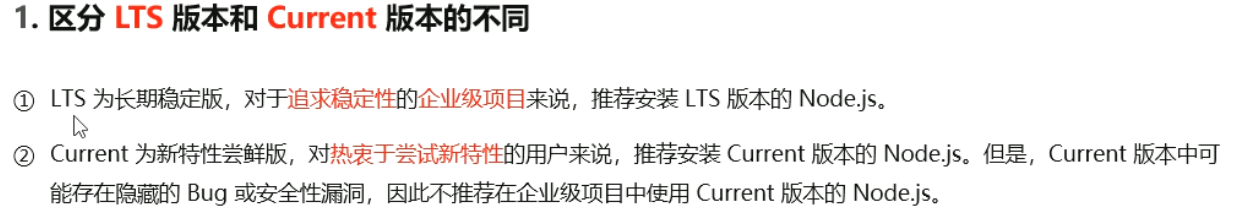 1. 区分 LTS 版本和 Current 版本的不同
① LTS 为长期稳定版，对于追求稳定性的企业级项目来说，推荐安装 LTS 版本的 Node.js。
② Current 为新特性尝鲜版，对热衷于尝试新特性的用户来说，推荐安装 Current 版本的 Node.js。但是，Current 版本中可
能存在隐藏的 Bug 或安全性漏洞，因此不推荐在企业级项目中使用 Current 版本的 Node.js。